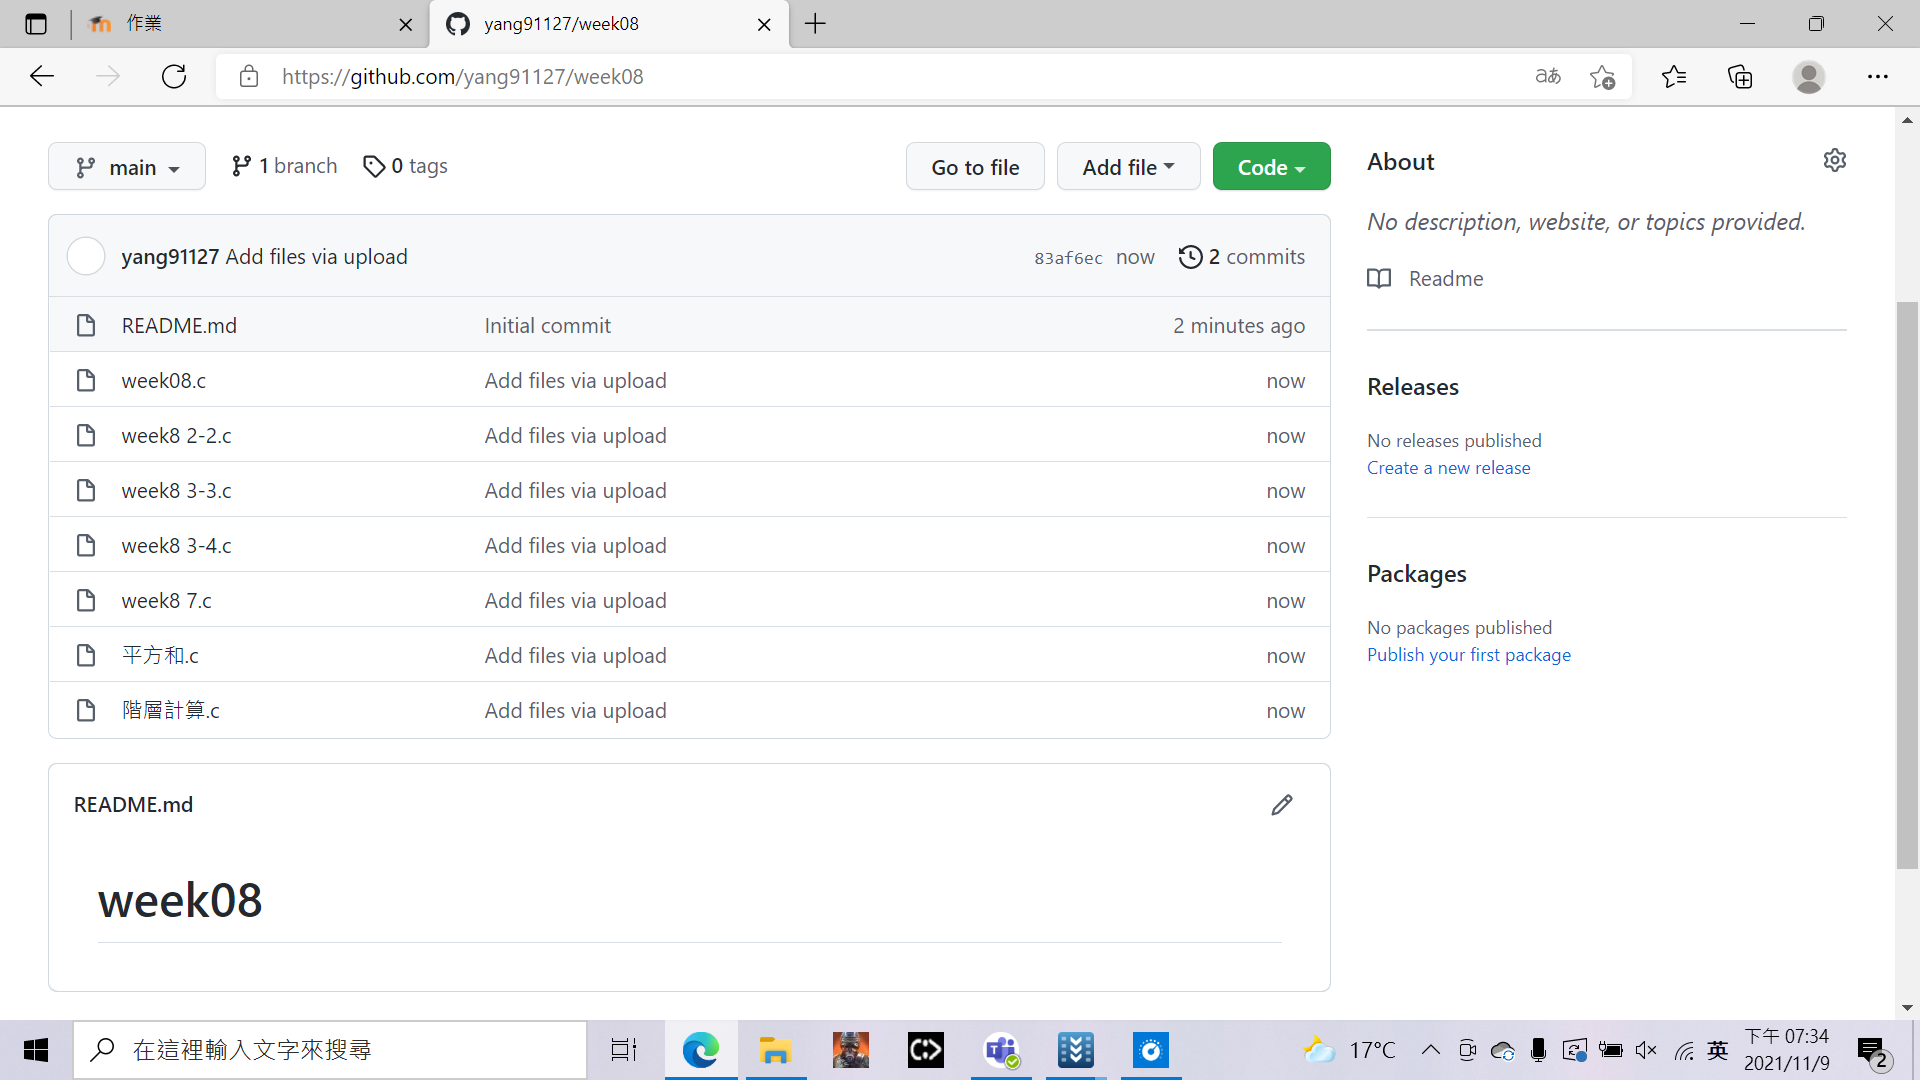 作業
yang91127/week08
https://github.com/yang91127/week08
aあ
main
1 branch
0 tags
Go to file
Add file
Code
yang91127 Add files via upload
83af6ec now
2 commits
README.md Initial commit 2 minutes ago
week08.c Add files via upload now
week8 2-2.c Add files via upload now
week8 3-3.c Add files via upload now
week8 3-4.c Add files via upload now
week8 7.c Add files via upload now
平方和.c Add files via upload now
階層計算.c Add files via upload now
README.md
week08
About
No description, website, or topics provided.
Readme
Releases
No releases published
Create a new release
Packages
No packages published
Publish your first package
在這裡輸入文字來搜尋
17°C
英
下午 07:34
2021/11/9
2